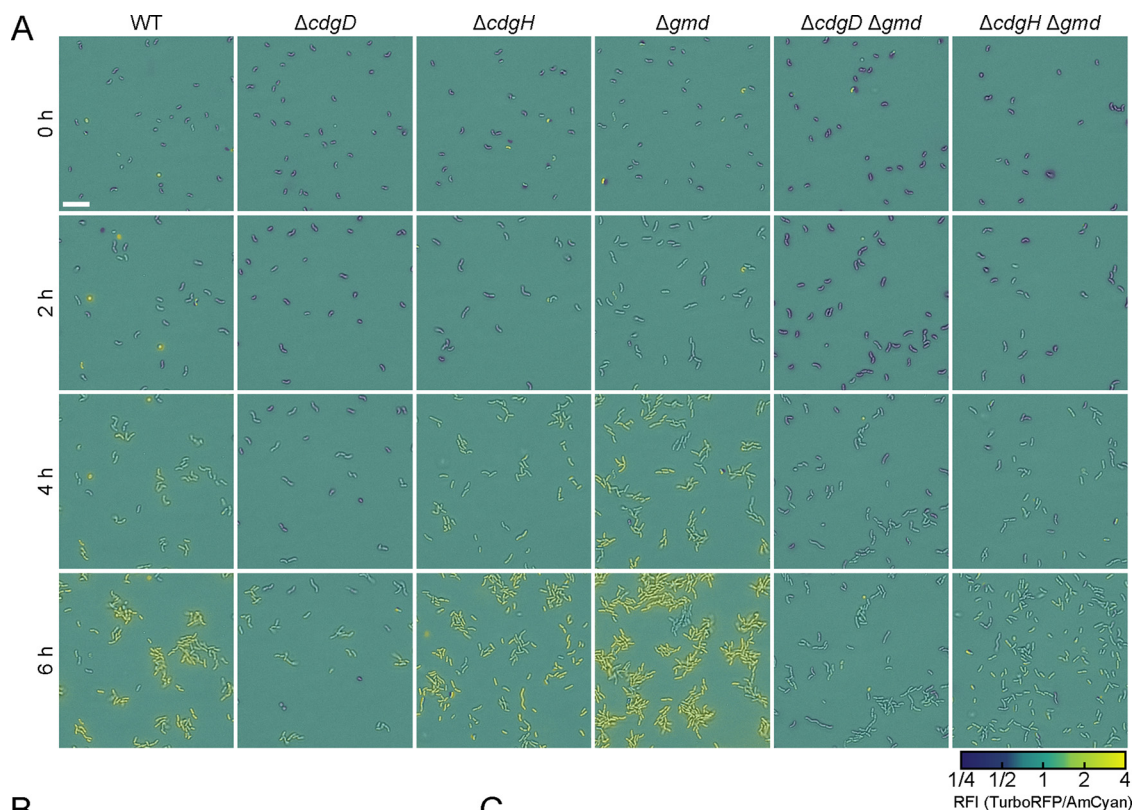 A
WT ΔcdgD ΔcdgH Δgmd ΔcdgD Δgmd ΔcdgH Δgmd
0 h
2 h
4 h
6 h
1/4 1/2 1 2 4
RFI (TurboRFP/AmCyan)
B C